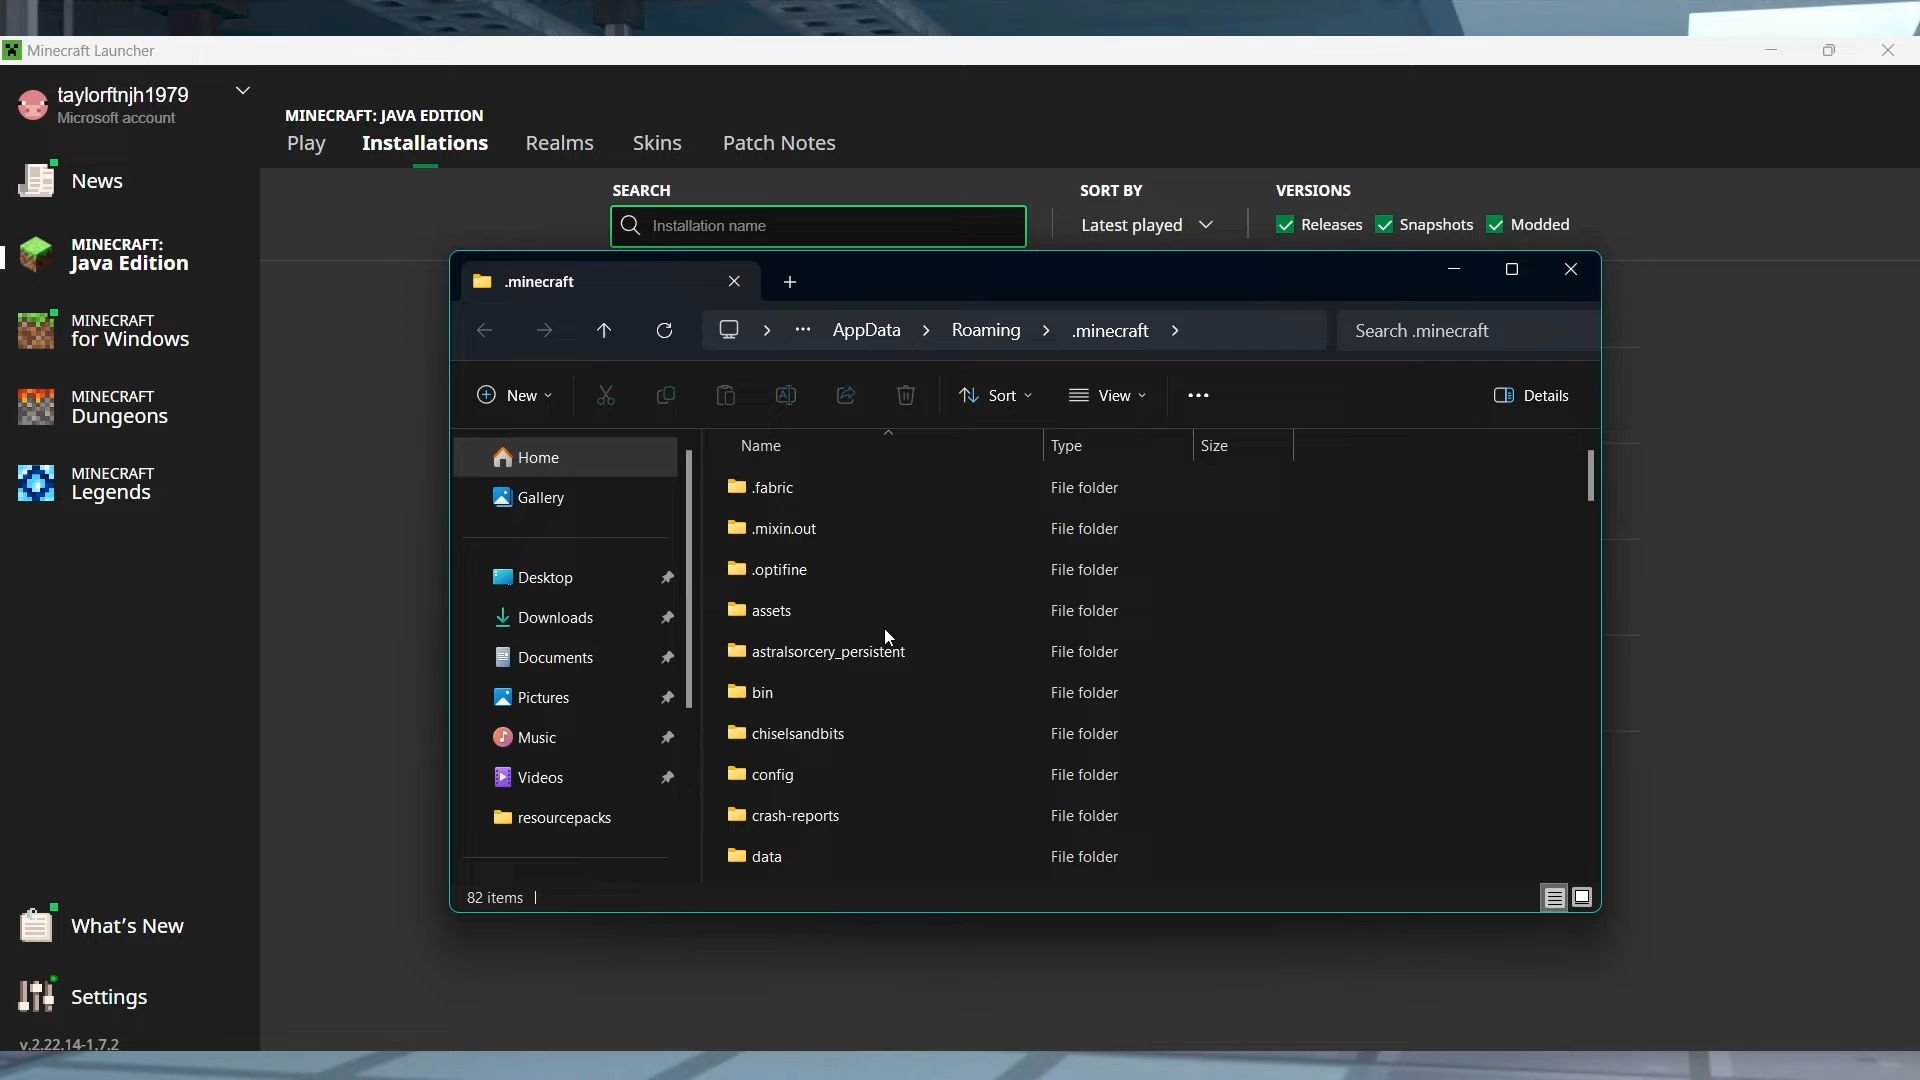 Minecraft Launcher
taylorftnjh1979
Microsoft account
News
MINECRAFT:
Java Edition
MINECRAFT
for Windows
MINECRAFT
Dungeons
MINECRAFT
Legends
What's New
Settings
v.2.22.14-1.7.2
MINECRAFT: JAVA EDITION
Play Installations Realms Skins Patch Notes
SEARCH SORT BY VERSIONS
Installation name Latest played Releases Snapshots Modded
.minecraft
AppData > Roaming > .minecraft > Search .minecraft
New Sort View Details
Home
Gallery
Desktop
Downloads
Documents
Pictures
Music
Videos
resourcepacks
Name Type Size
.fabric File folder
.mixin.out File folder
.optifine File folder
assets File folder
astralsorcery_persistent File folder
bin File folder
chiselsandbits File folder
config File folder
crash-reports File folder
data File folder
82 items